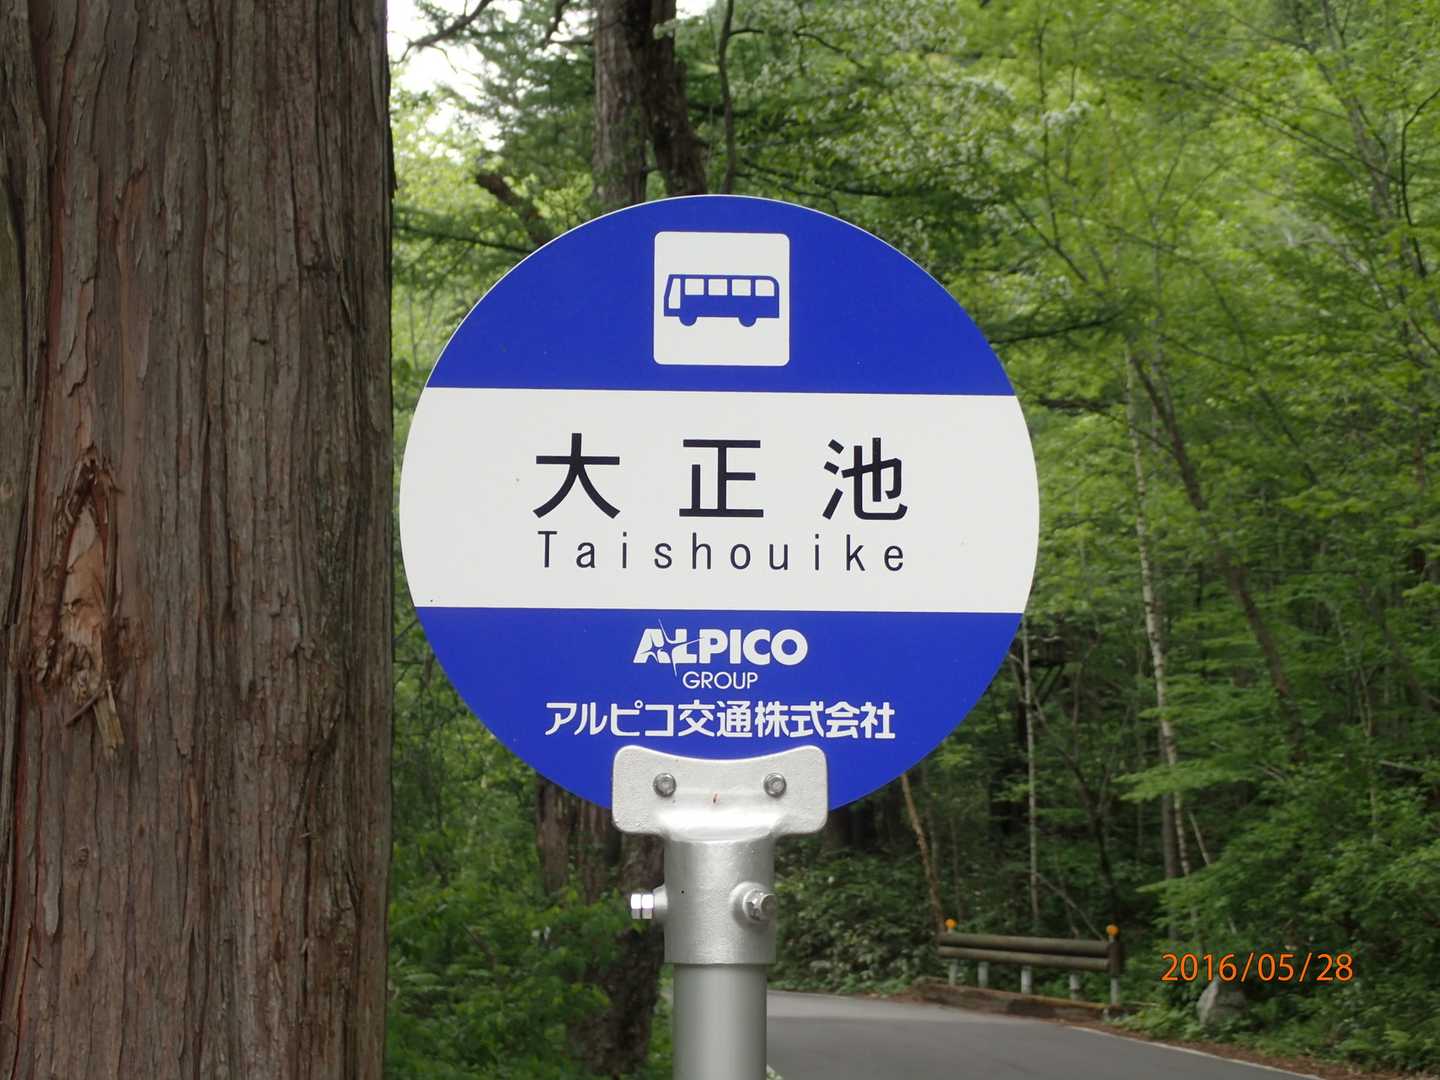 大正池
Taishouike
ALPICO
GROUP
アルピコ交通株式会社
2016/05/28